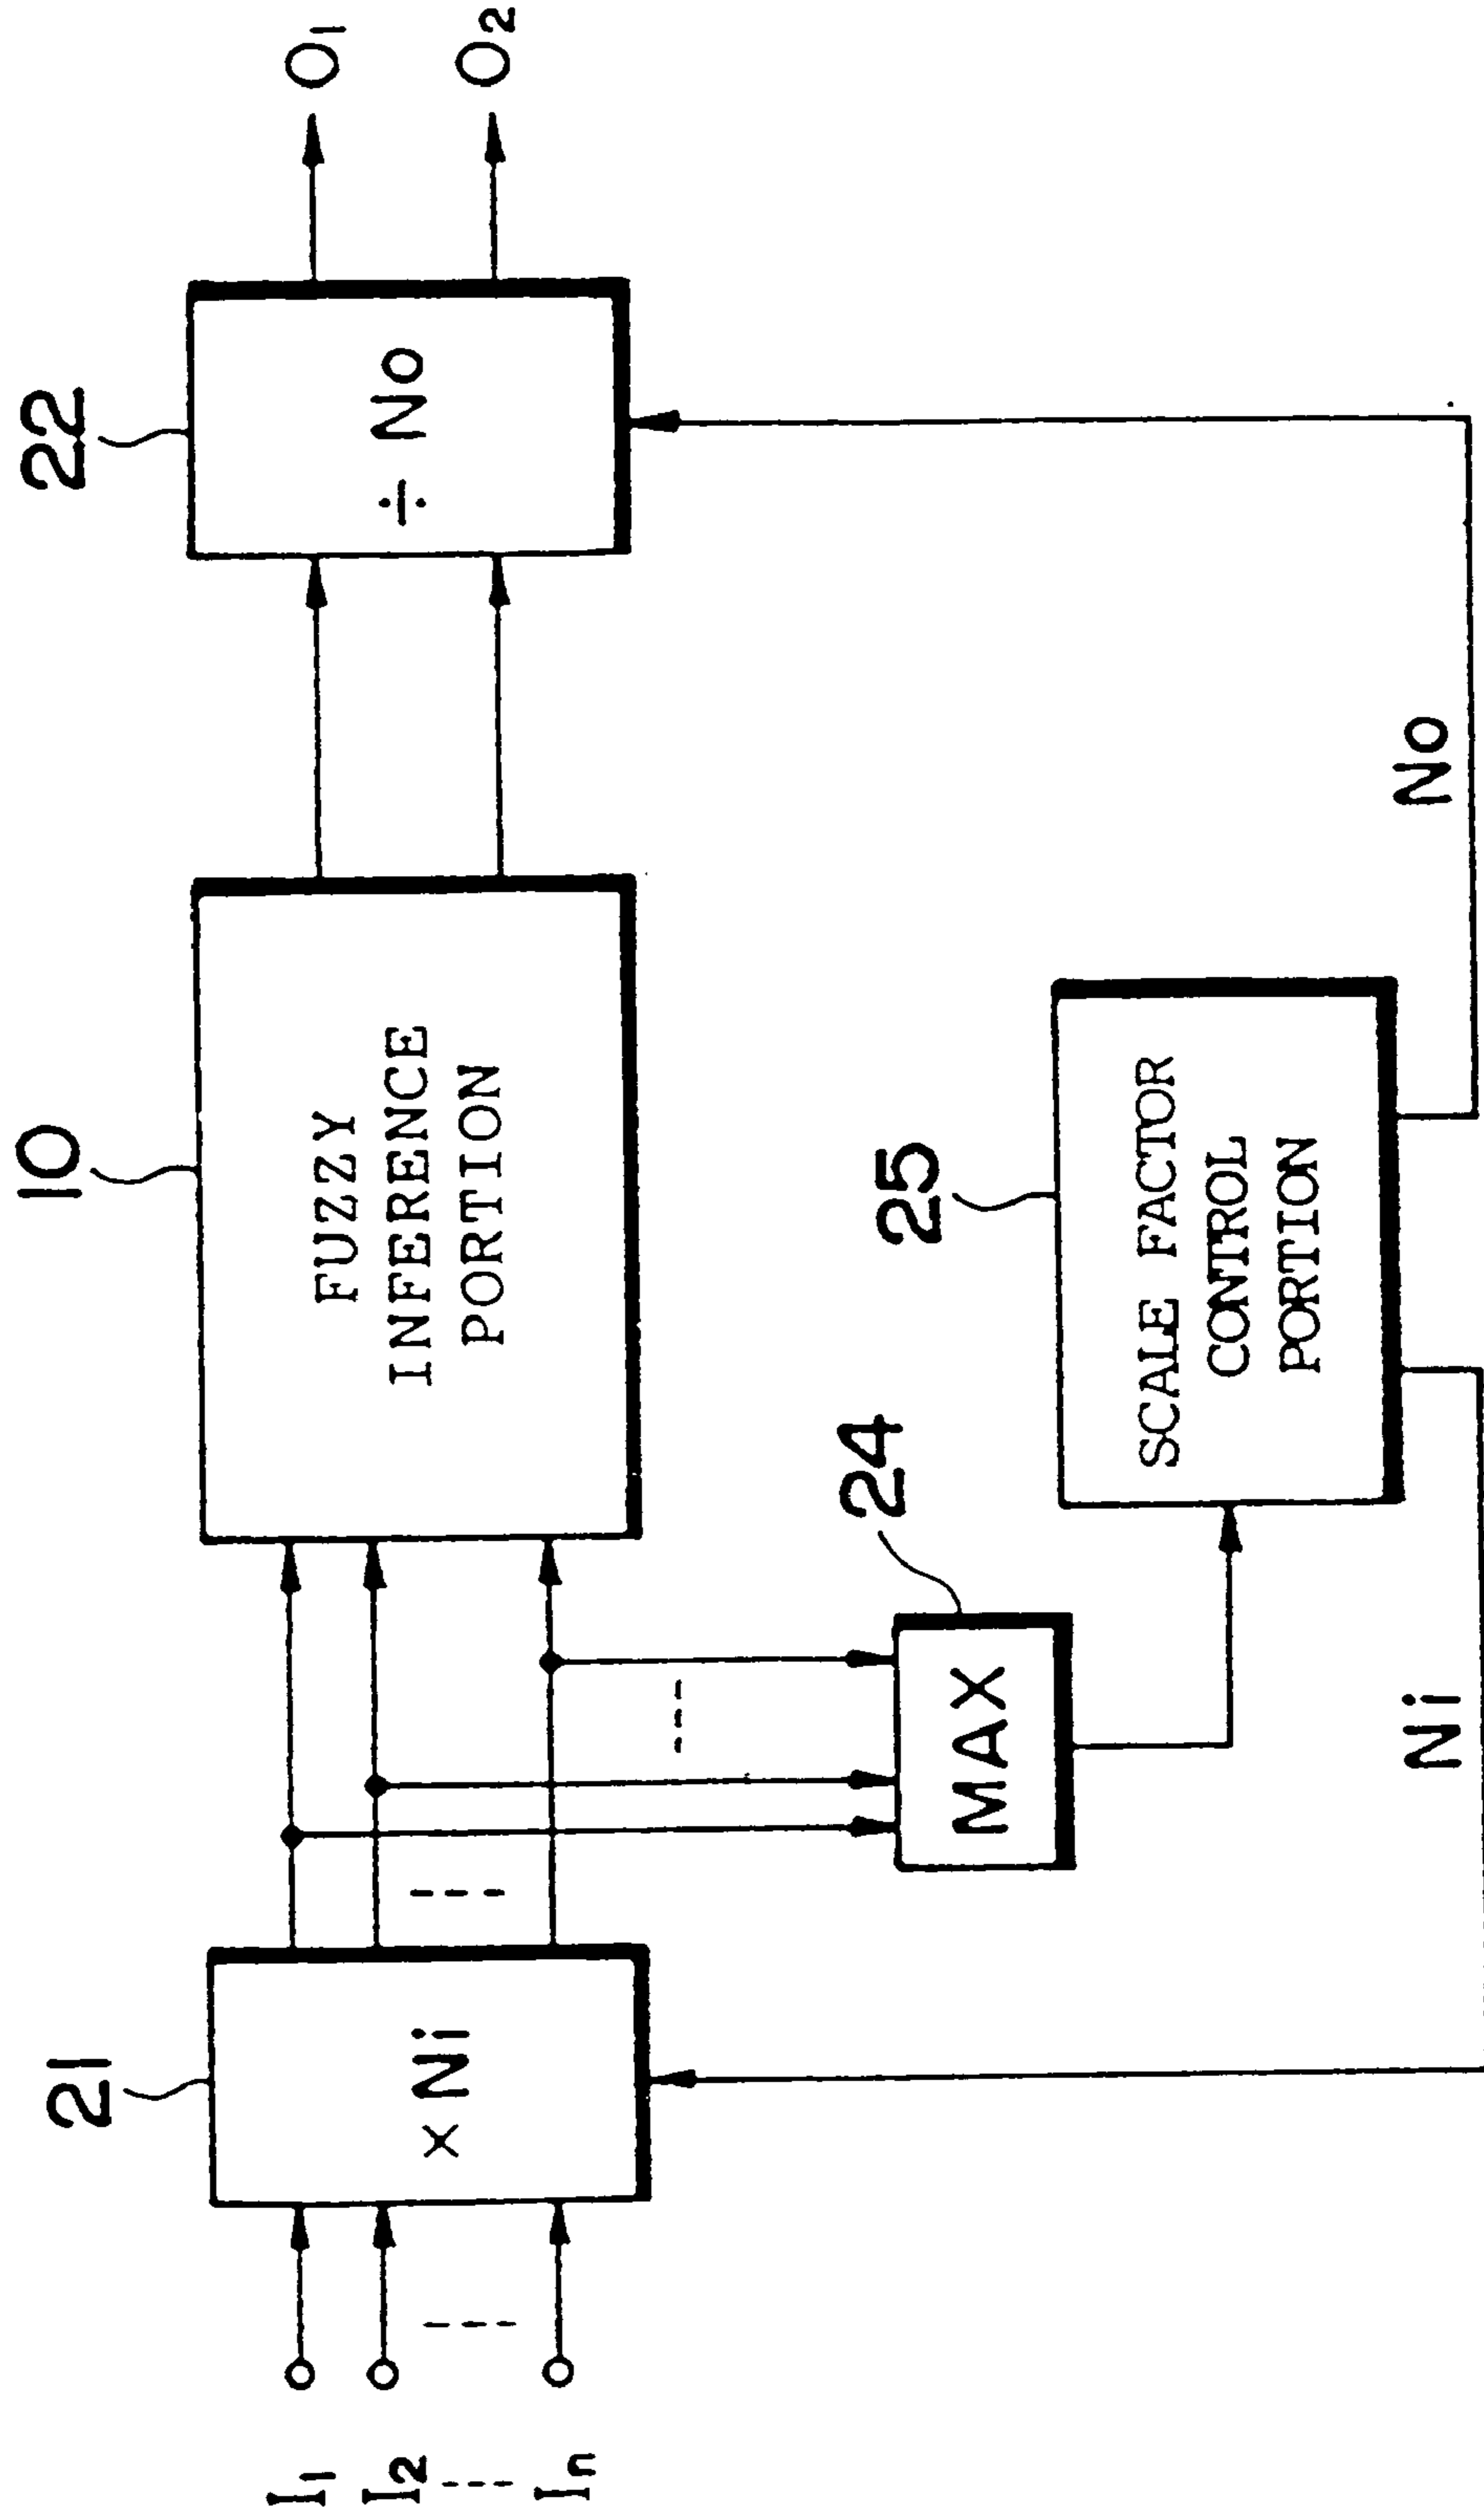 21
10
22
I1
I2
In
× Ni
FUZZY
INFERENCE
PORTION
÷ No
O1
O2
24
MAX
25
SCALE FACTOR
CONTROL
PORTION
Ni
No